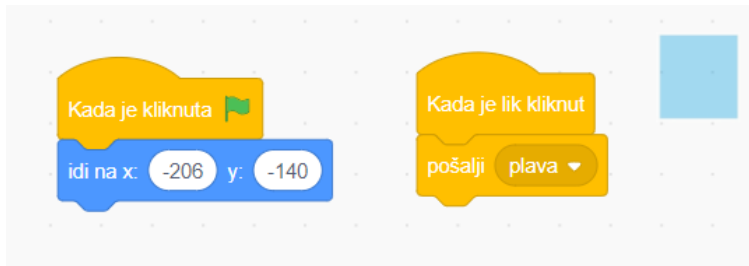 Kada je kliknuta
idi na x: -206 y: -140
Kada je lik kliknut
pošalji plava